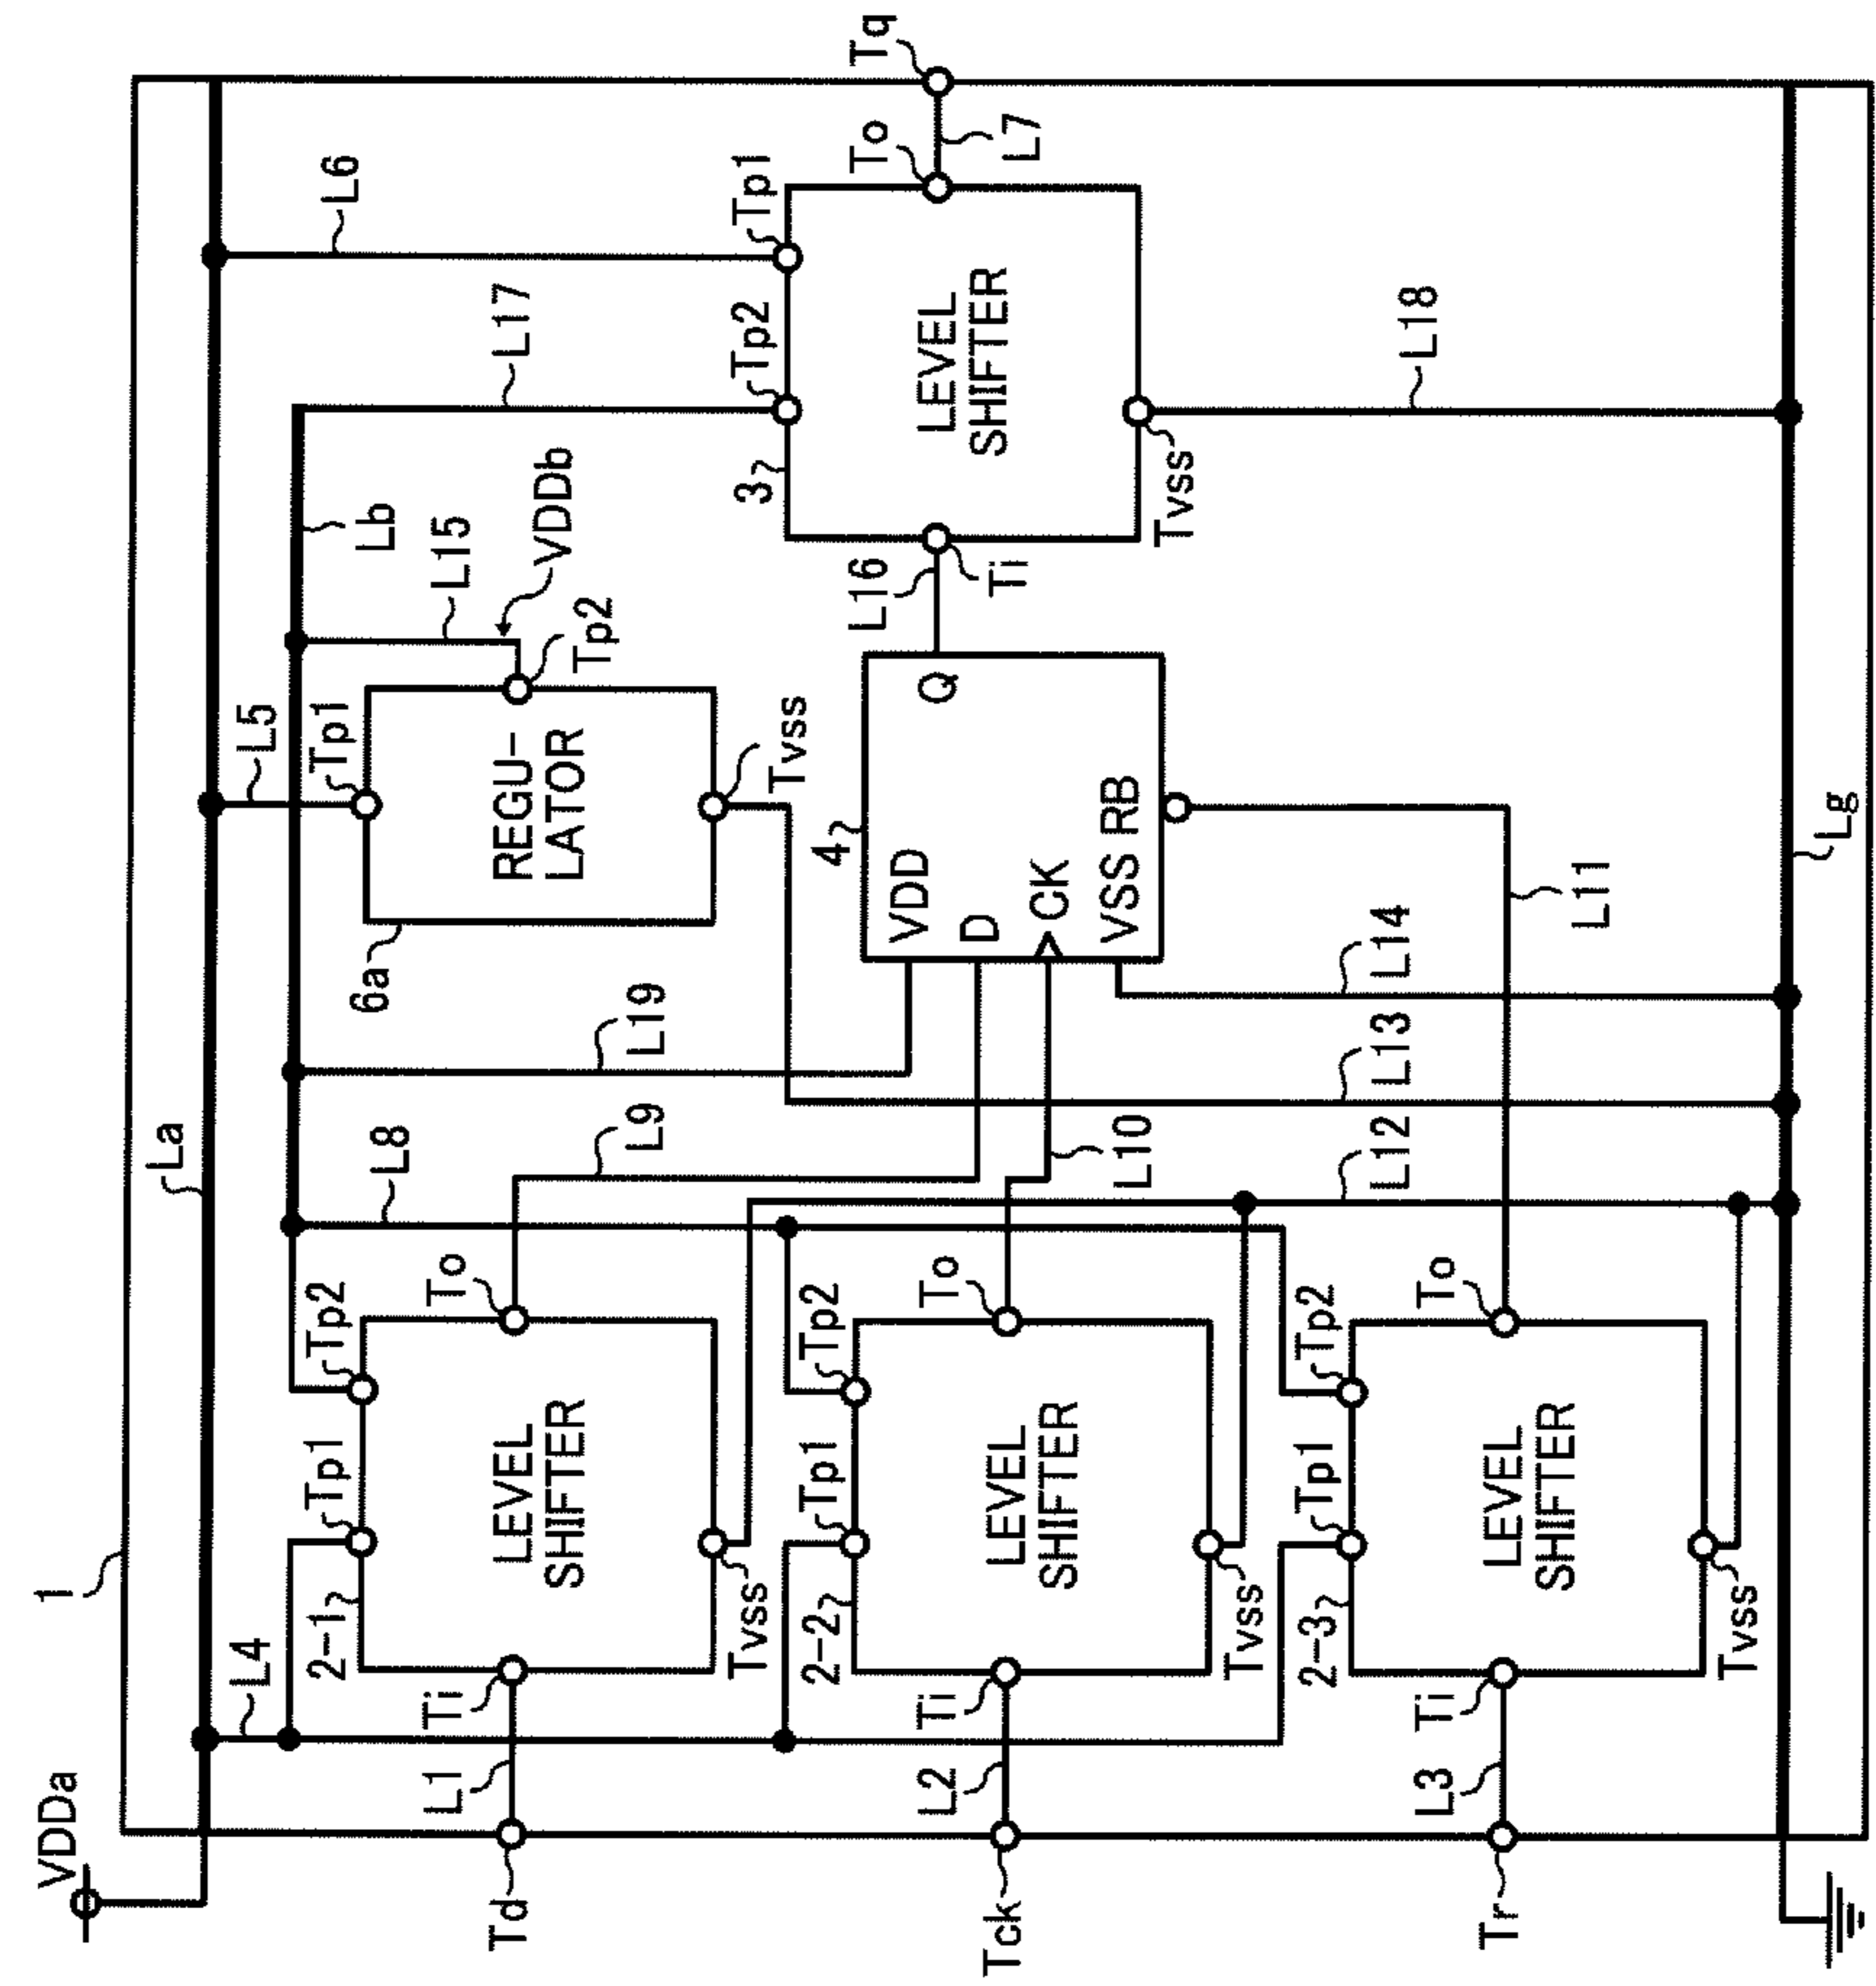 VDDa
1
La
L4
L8
L5
L6
Lb
L15
L17
VDDb
2-1
Tp1
Tp2
L19
6a
Tp1
REGU-
LATOR
Tp2
Tvss
Td
L1
Ti
LEVEL
SHIFTER
To
L9
Tvss
2-2
Tp1
Tp2
Tck
L2
Ti
LEVEL
SHIFTER
To
L10
Tvss
4
VDD
D
CK
VSS RB
Q
L16
3
Tp2
Tp1
Ti
LEVEL
SHIFTER
To
L7
Tq
Tvss
2-3
Tp1
Tp2
Tr
L3
Ti
LEVEL
SHIFTER
To
Tvss
L12
L13
L14
L18
L11
Lg